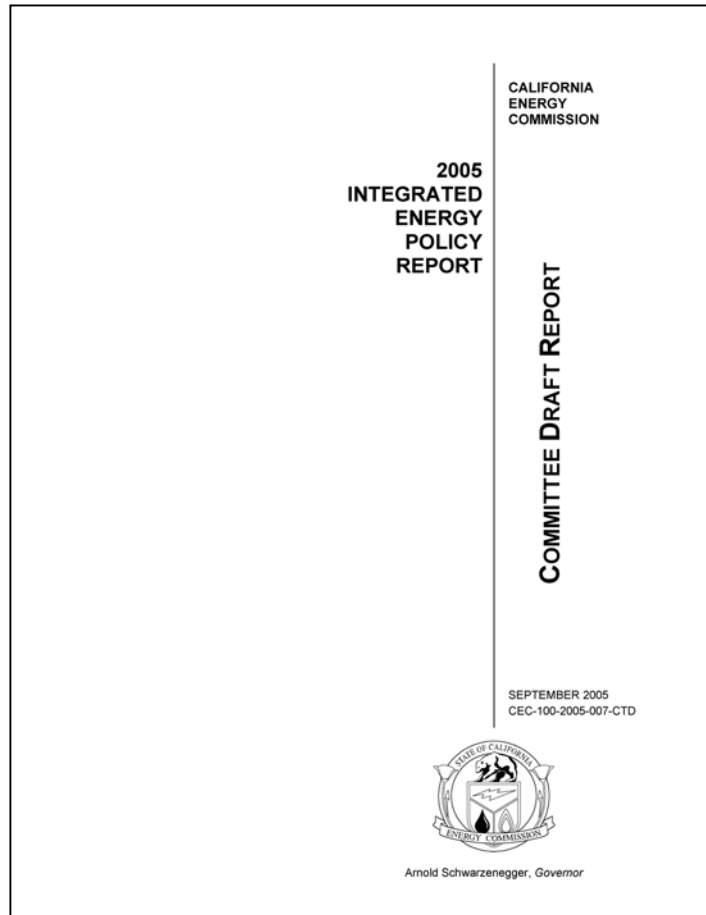 CALIFORNIA
ENERGY
COMMISSION
2005
INTEGRATED
ENERGY
POLICY
REPORT
COMMITTEE DRAFT REPORT
SEPTEMBER 2005
CEC-100-2005-007-CTD
STATE OF CALIFORNIA
ENERGY COMMISSION
Arnold Schwarzenegger, Governor